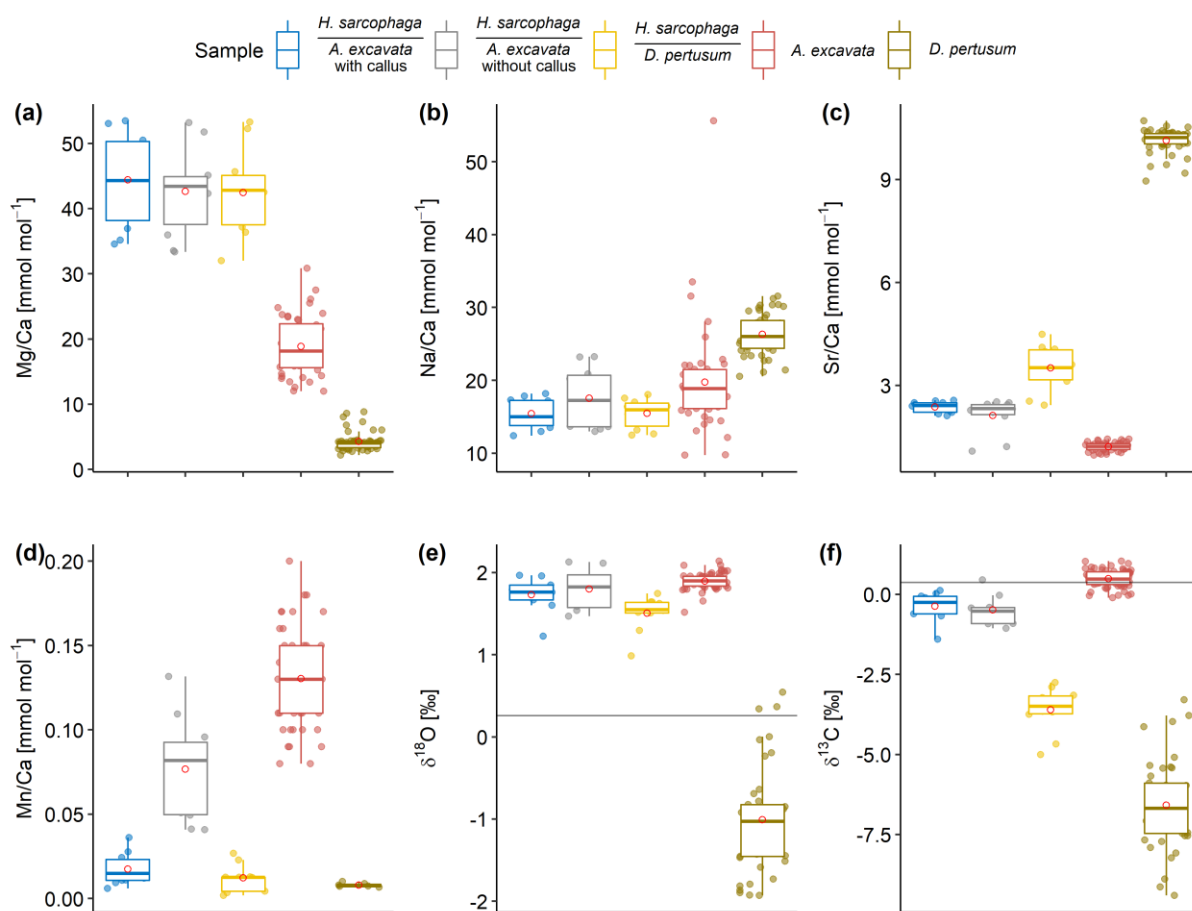 Sample
H. sarcophaga
A. excavata
with callus
H. sarcophaga
A. excavata
without callus
H. sarcophaga
D. pertusum
A. excavata
D. pertusum
(a)
Mg/Ca [mmol mol⁻¹]
50
40
30
20
10
0
(b)
Na/Ca [mmol mol⁻¹]
50
40
30
20
10
(c)
Sr/Ca [mmol mol⁻¹]
9
6
3
(d)
Mn/Ca [mmol mol⁻¹]
0.20
0.15
0.10
0.05
0.00
(e)
δ¹⁸O [‰]
2
1
0
-1
-2
(f)
δ¹³C [‰]
0.0
-2.5
-5.0
-7.5